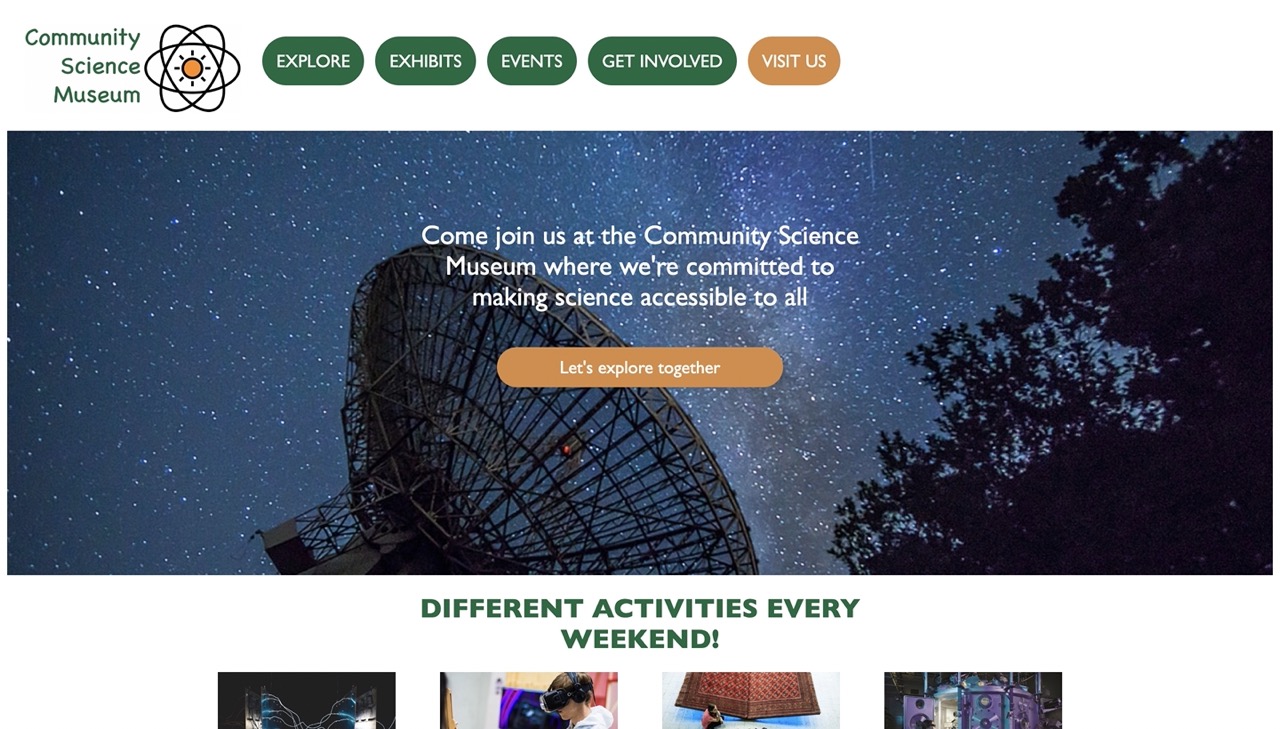 Community
Science
Museum
EXPLORE
EXHIBITS
EVENTS
GET INVOLVED
VISIT US
Come join us at the Community Science
Museum where we're committed to
making science accessible to all
Let's explore together
DIFFERENT ACTIVITIES EVERY
WEEKEND!